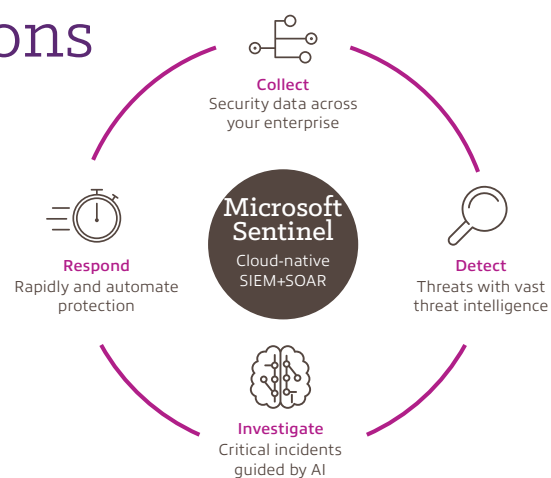 ons
Collect
Security data across
your enterprise
Microsoft
Sentinel
Cloud-native
SIEM+SOAR
Respond
Rapidly and automate
protection
Detect
Threats with vast
threat intelligence
Investigate
Critical incidents
guided by AI